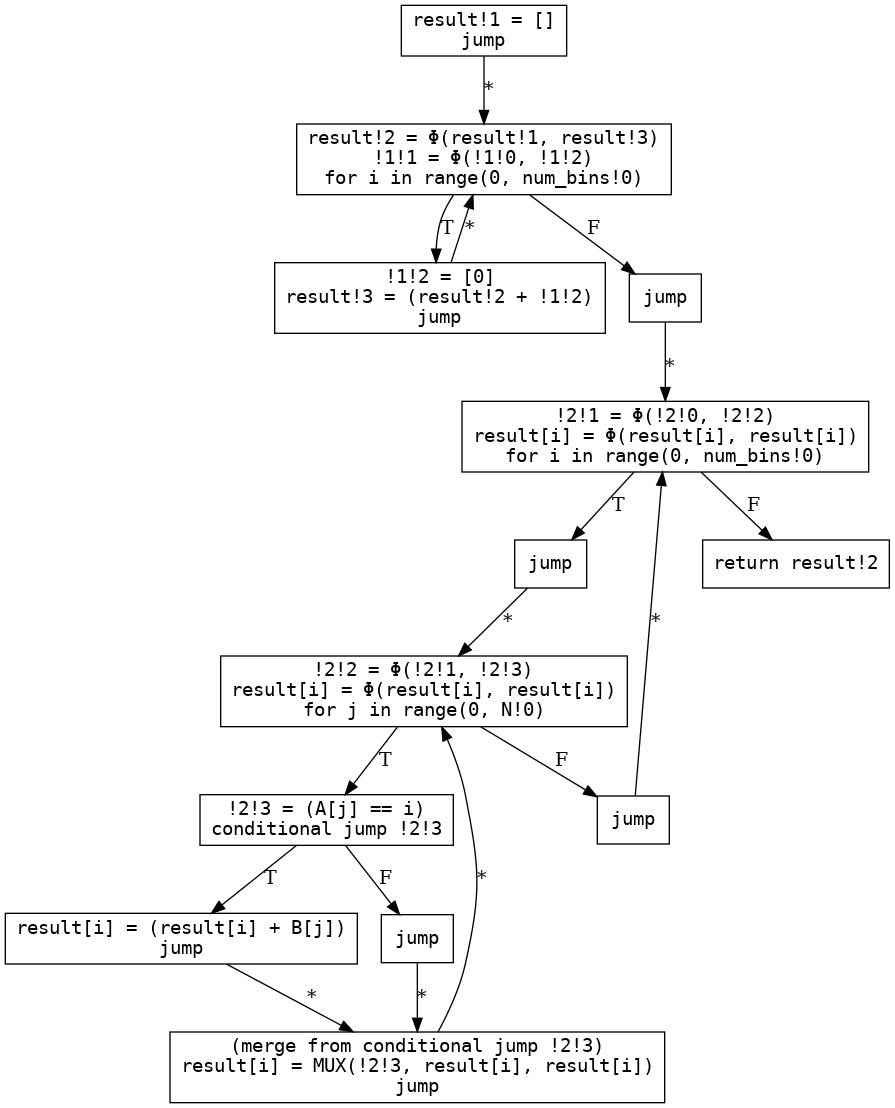 result!1 = []
jump
*
result!2 = Φ(result!1, result!3)
!1!1 = Φ(!1!0, !1!2)
for i in range(0, num_bins!0)
T
*
F
!1!2 = [0]
result!3 = (result!2 + !1!2)
jump
jump
*
!2!1 = Φ(!2!0, !2!2)
result[i] = Φ(result[i], result[i])
for i in range(0, num_bins!0)
T
F
jump
return result!2
*
*
!2!2 = Φ(!2!1, !2!3)
result[i] = Φ(result[i], result[i])
for j in range(0, N!0)
T
F
!2!3 = (A[j] == i)
conditional jump !2!3
jump
T
F
*
result[i] = (result[i] + B[j])
jump
jump
*
*
(merge from conditional jump !2!3)
result[i] = MUX(!2!3, result[i], result[i])
jump